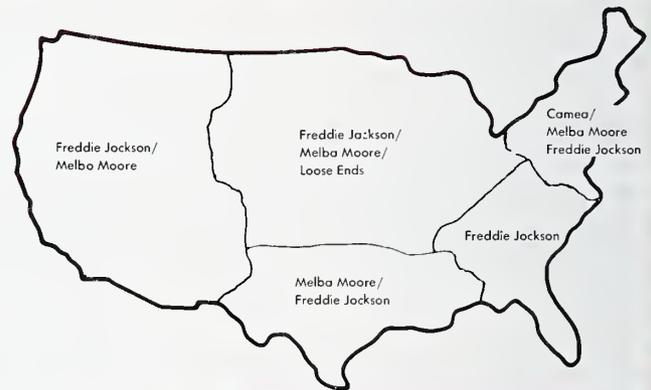 Freddie Jockson/
Melbo Moore
Freddie Jackson/
Melba Moore/
Loose Ends
Camea/
Melba Moore
Freddie Jockson
Freddie Jockson
Melba Moore/
Freddie Jockson